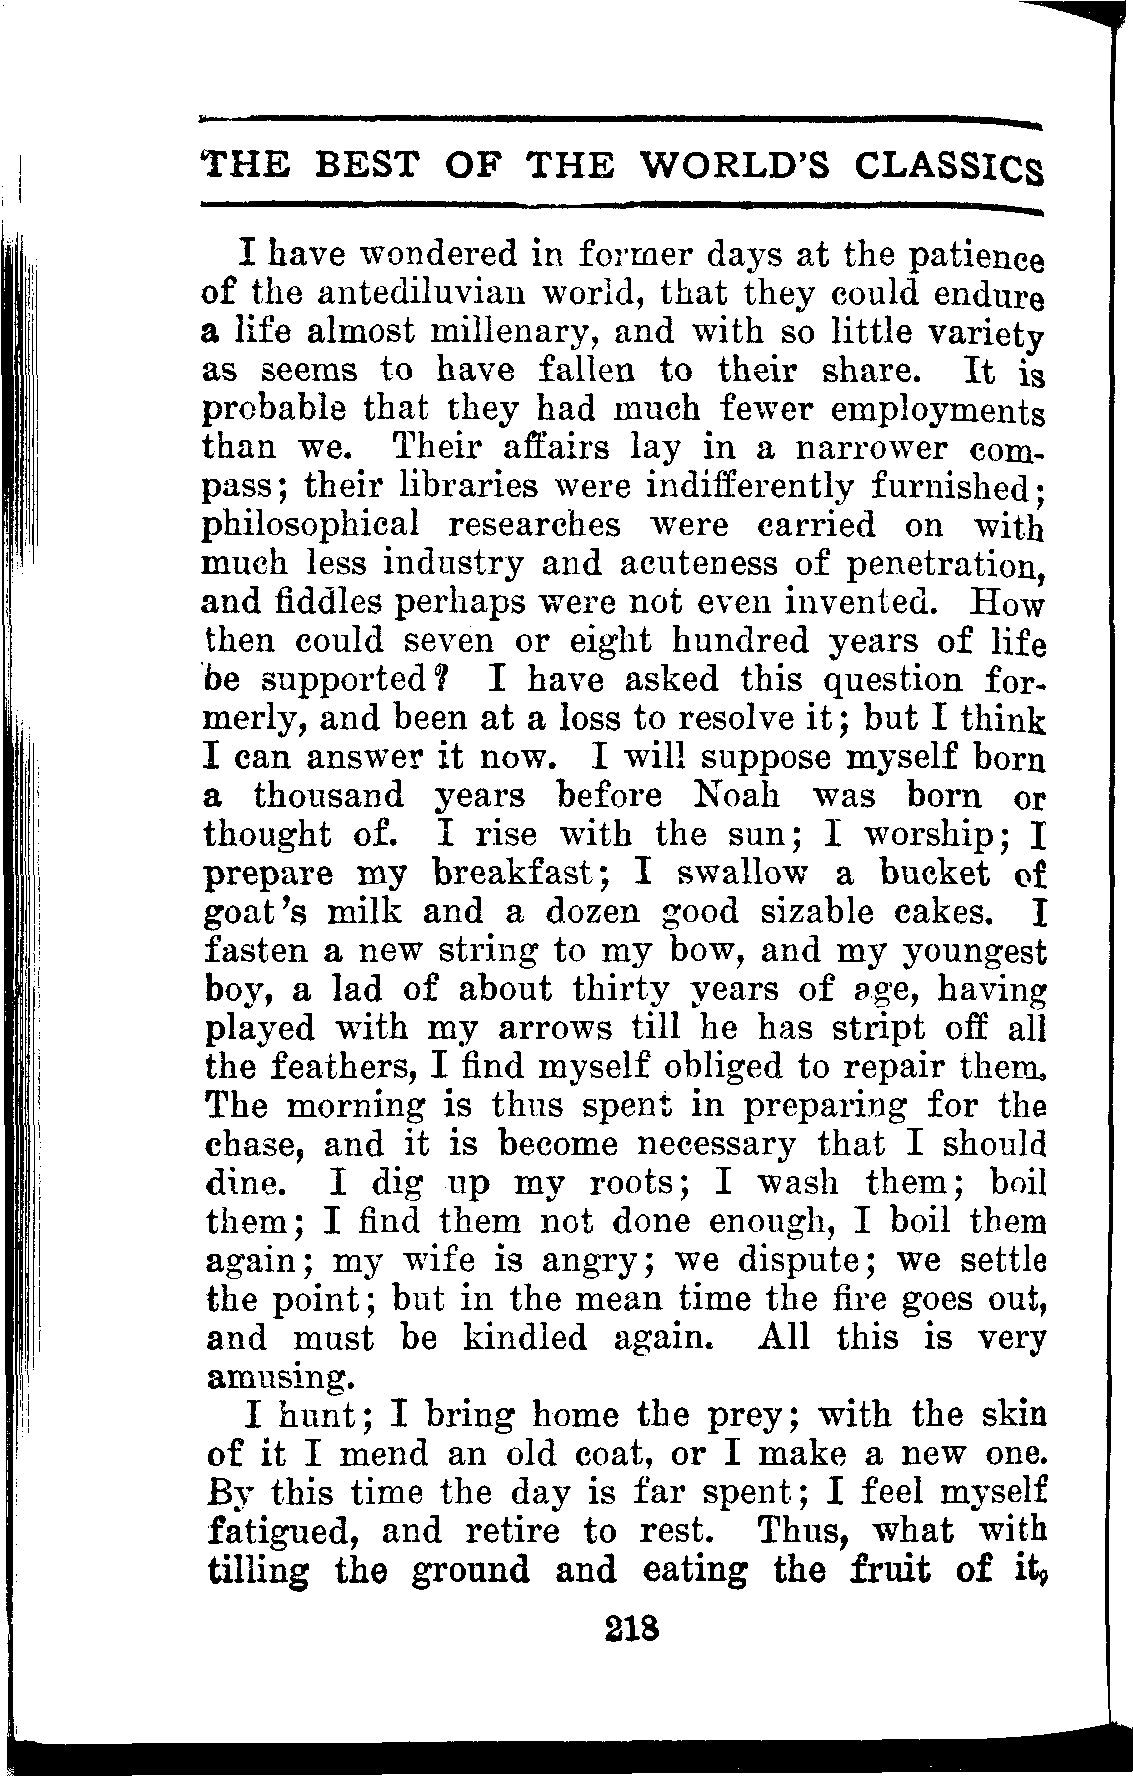 THE BEST OF THE WORLD'S CLASSICS
I have wondered in former days at the patience
of the antediluvian world, that they could endure
a life almost millenary, and with so little variety
as seems to have fallen to their share. It is
probable that they had much fewer employments
than we. Their affairs lay in a narrower com-
pass; their libraries were indifferently furnished;
philosophical researches were carried on with
much less industry and acuteness of penetration,
and fiddles perhaps were not even invented. How
then could seven or eight hundred years of life
be supported? I have asked this question for-
merly, and been at a loss to resolve it; but I think
I can answer it now. I will suppose myself born
a thousand years before Noah was born or
thought of. I rise with the sun; I worship; I
prepare my breakfast; I swallow a bucket of
goat's milk and a dozen good sizable cakes. I
fasten a new string to my bow, and my youngest
boy, a lad of about thirty years of age, having
played with my arrows till he has stript off all
the feathers, I find myself obliged to repair them.
The morning is thus spent in preparing for the
chase, and it is become necessary that I should
dine. I dig up my roots; I wash them; boil
them; I find them not done enough, I boil them
again; my wife is angry; we dispute; we settle
the point; but in the mean time the fire goes out,
and must be kindled again. All this is very
amusing.
I hunt; I bring home the prey; with the skin
of it I mend an old coat, or I make a new one.
By this time the day is far spent; I feel myself
fatigued, and retire to rest. Thus, what with
tilling the ground and eating the fruit of it,
218